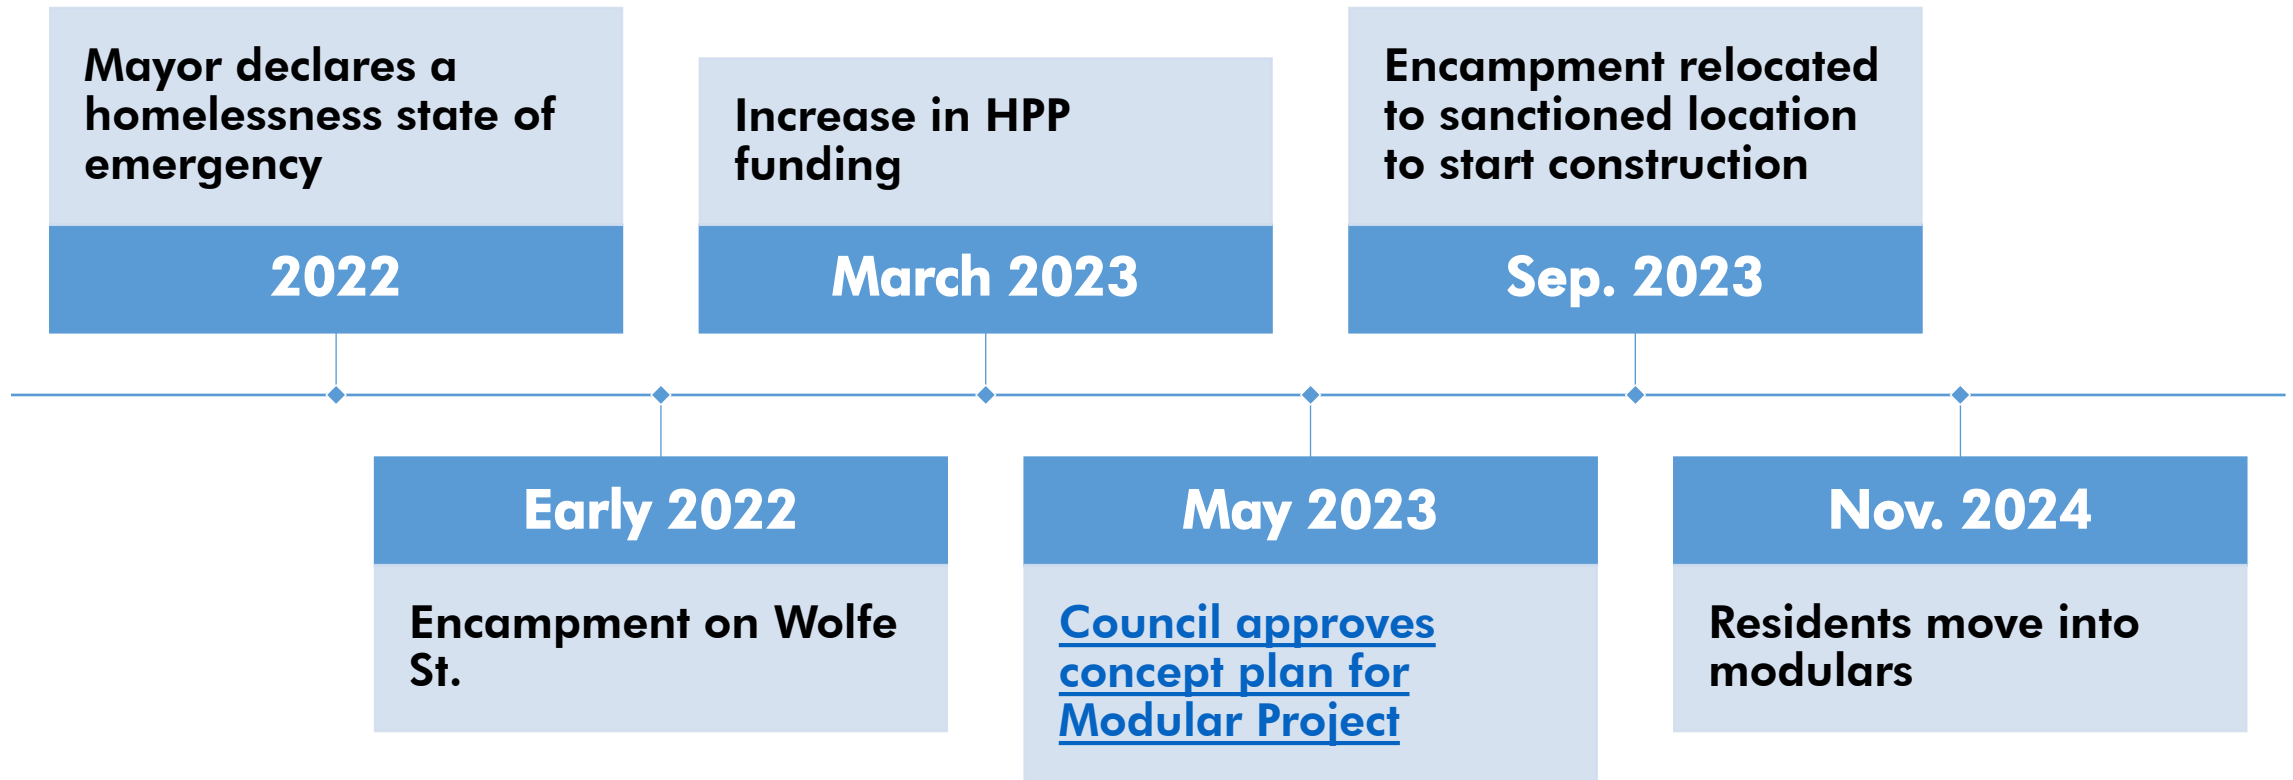 Mayor declares a
homelessness state of
emergency
2022
Early 2022
Encampment on Wolfe
St.
Increase in HPP
funding
March 2023
May 2023
Council approves
concept plan for
Modular Project
Encampment relocated
to sanctioned location
to start construction
Sep. 2023
Nov. 2024
Residents move into
modulars